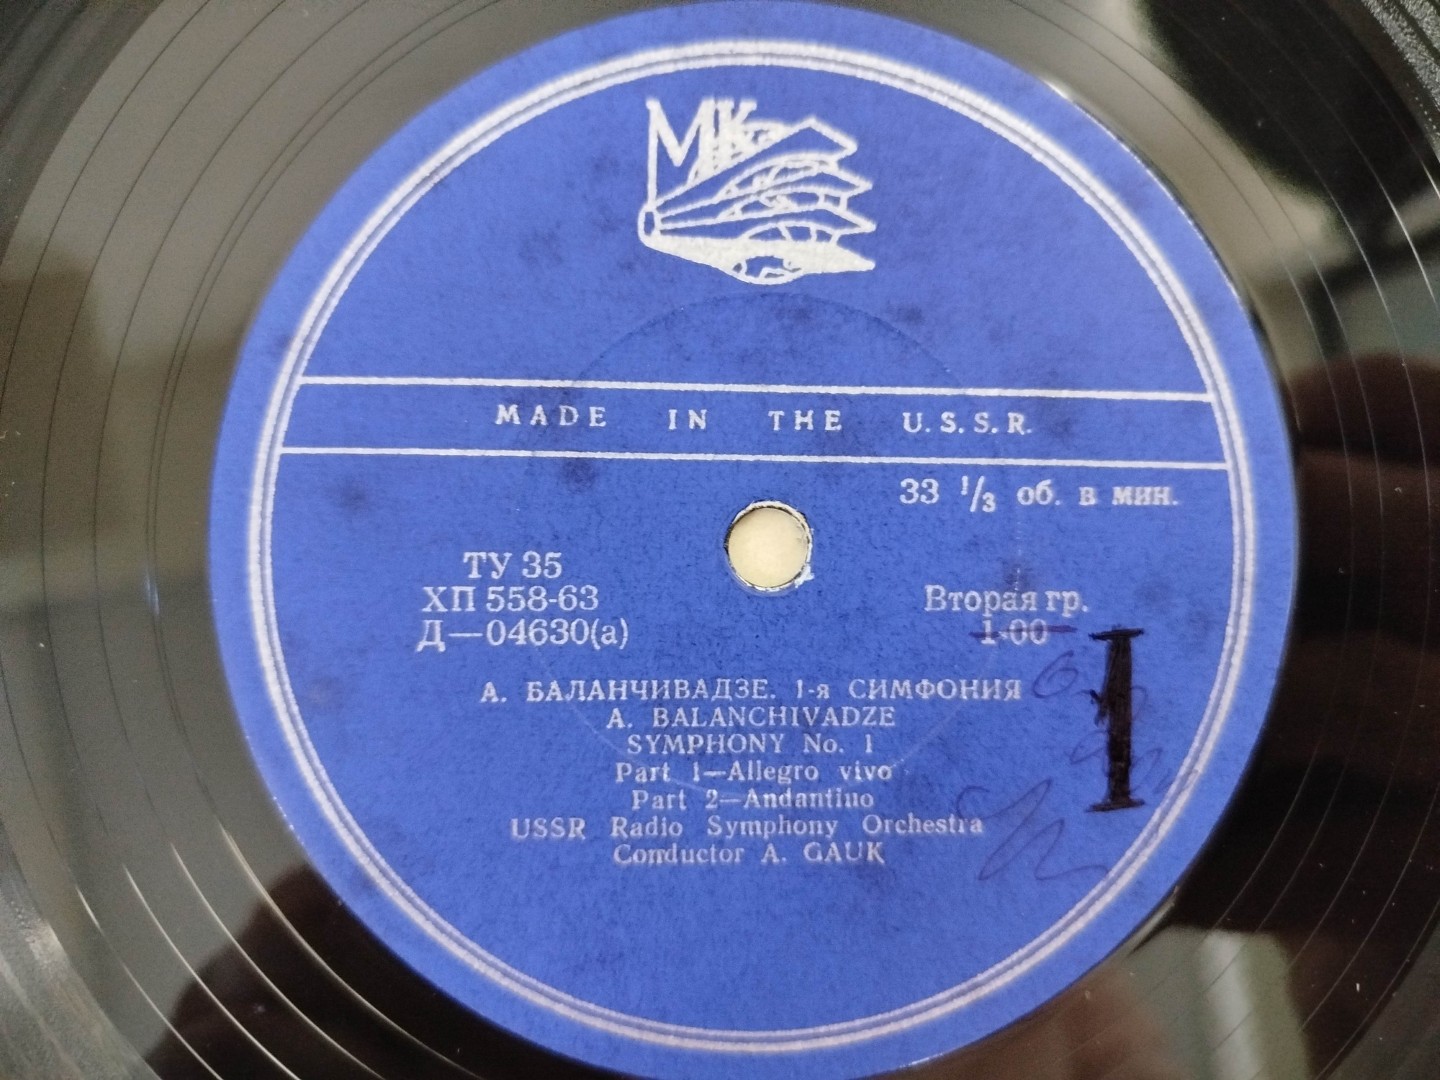 МК
MADE IN THE U.S.S.R.
33 1/3 об. в мин.
ТУ 35
ХП 558-63
Д—04630(а)
Вторая гр.
1-00
1
А. БАЛАНЧИВАДЗЕ. 1-я СИМФОНИЯ
A. BALANCHIVADZE
SYMPHONY No. 1
Part 1—Allegro vivo
Part 2—Andantino
USSR Radio Symphony Orchestra
Conductor A. GAUK